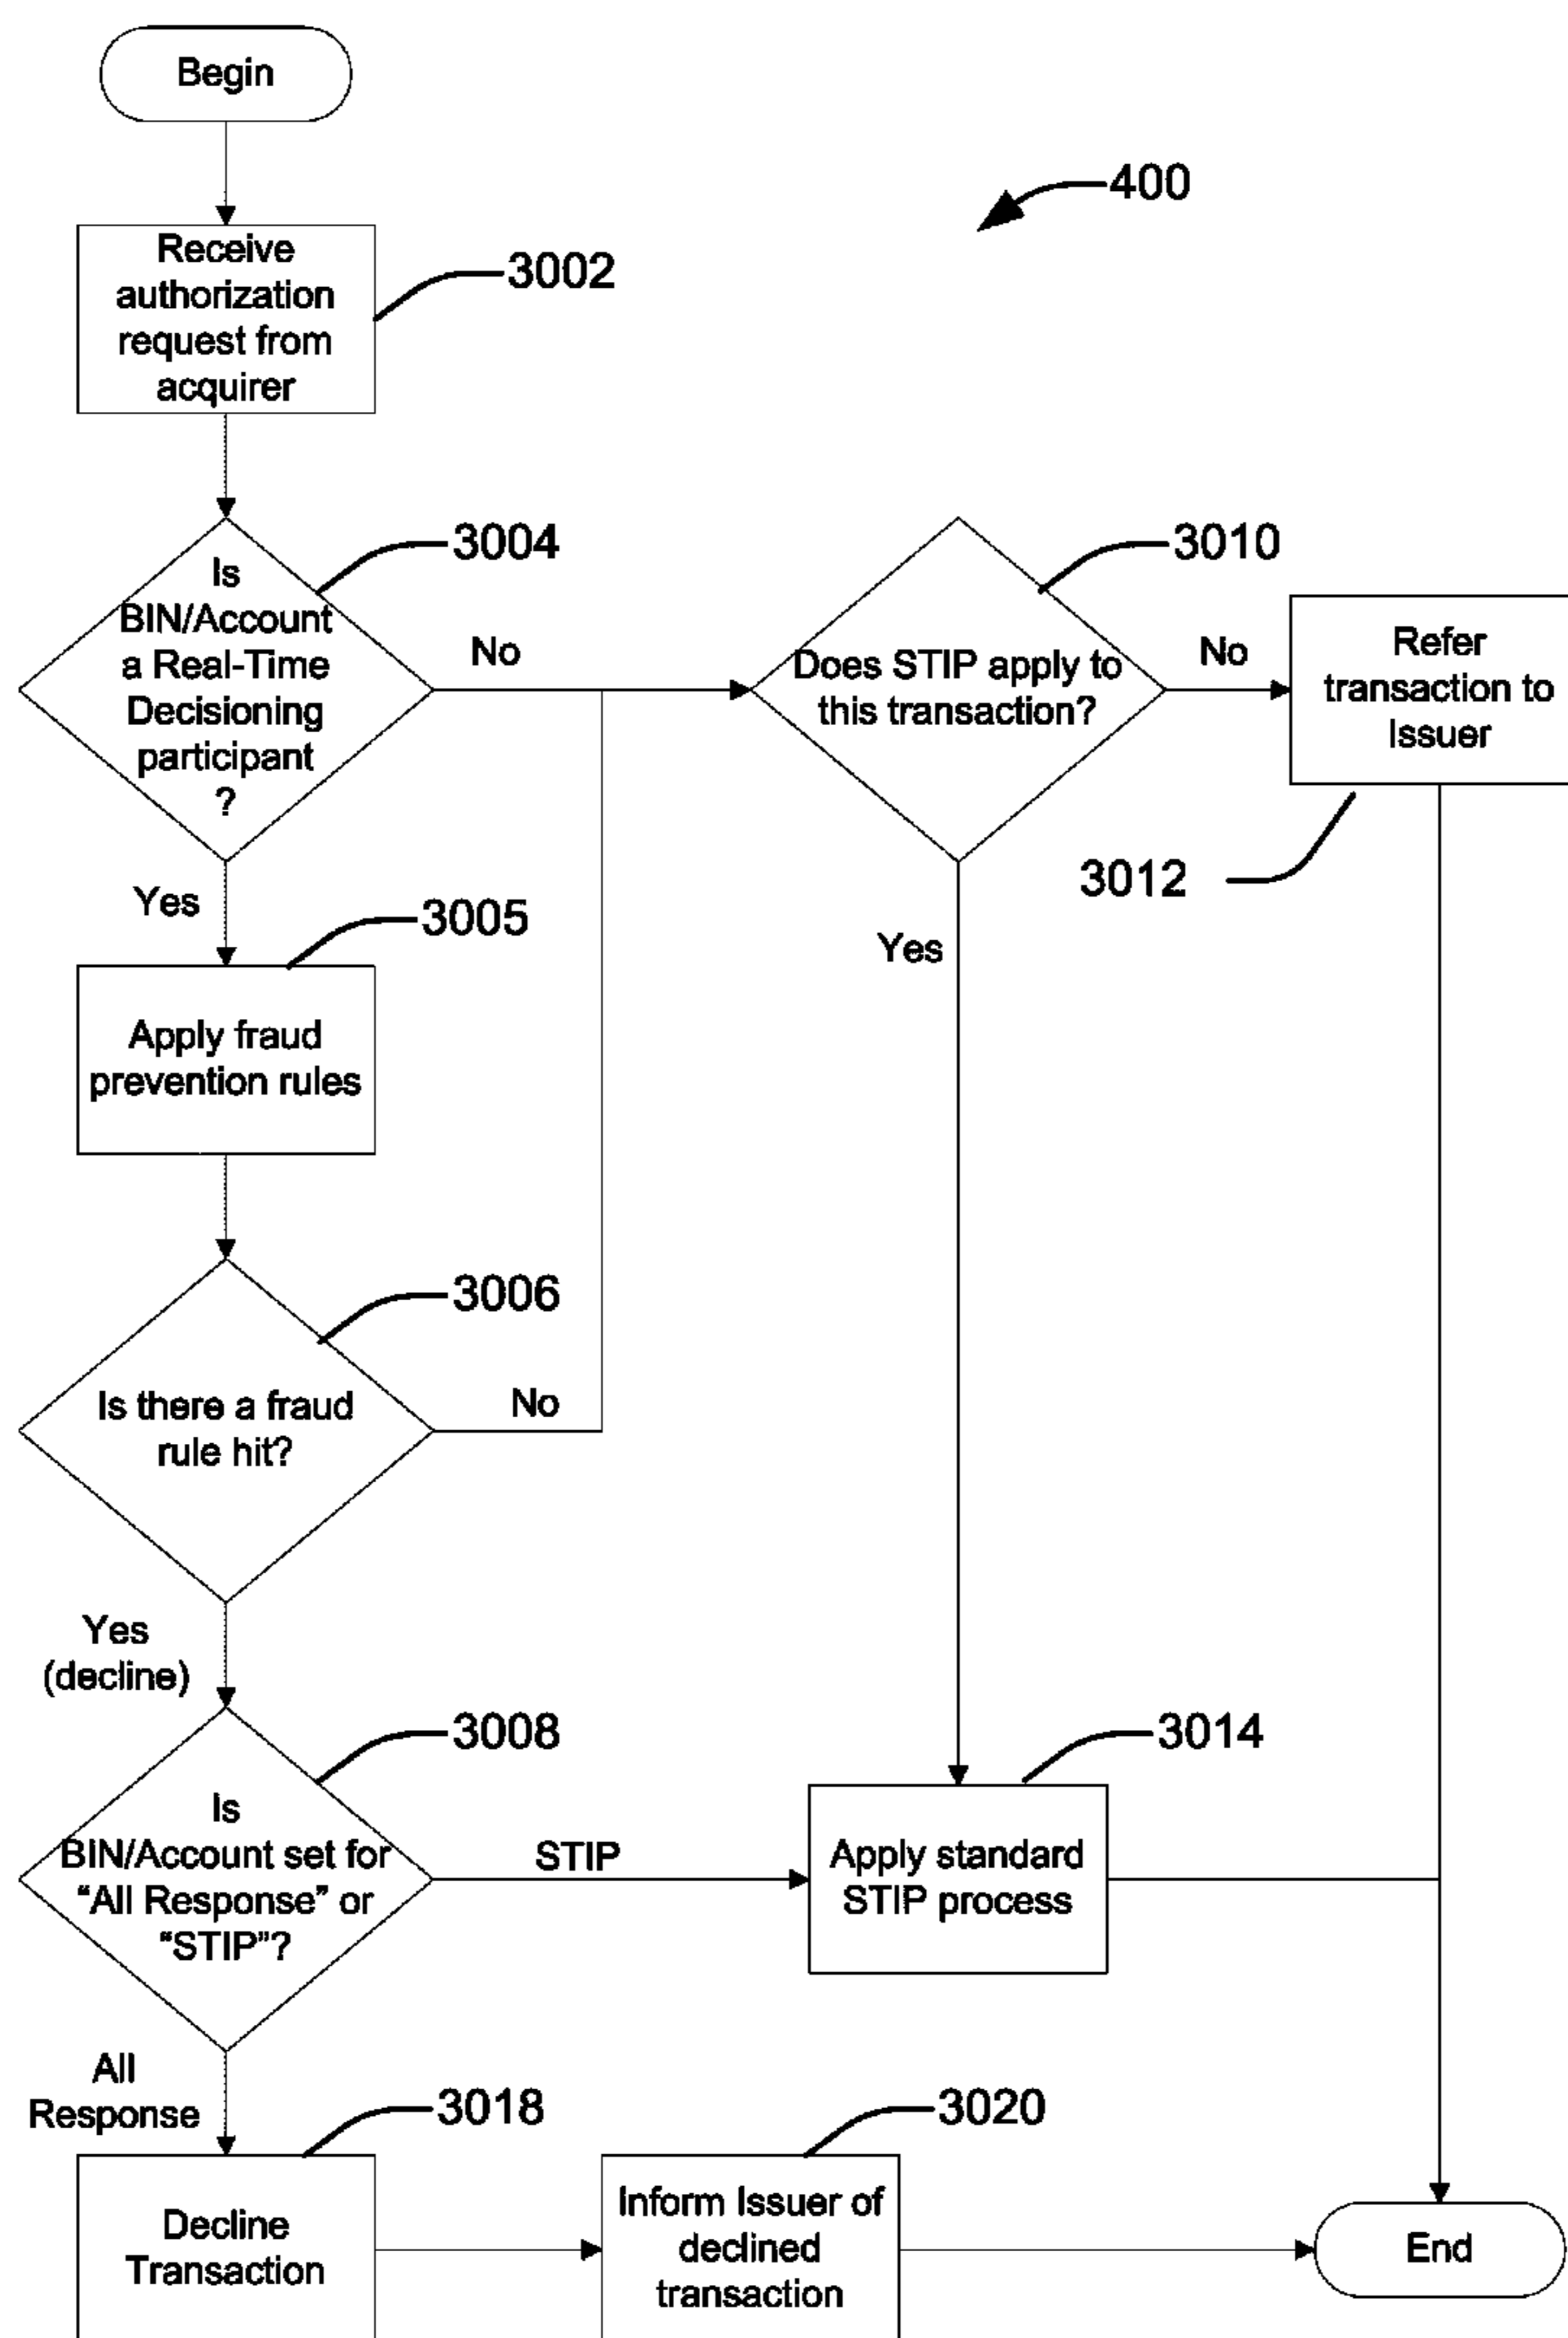 Begin
400
Receive
authorization
request from
acquirer
3002
Is
BIN/Account
a Real-Time
Decisioning
participant
?
3004
No
Does STIP apply to
this transaction?
3010
No
Refer
transaction to
Issuer
3012
Yes
3005
Yes
Apply fraud
prevention rules
3006
Is there a fraud
rule hit?
No
Yes
(decline)
3008
Is
BIN/Account set for
“All Response” or
“STIP”?
STIP
3014
Apply standard
STIP process
All
Response
3018
Decline
Transaction
3020
Inform Issuer of
declined
transaction
End